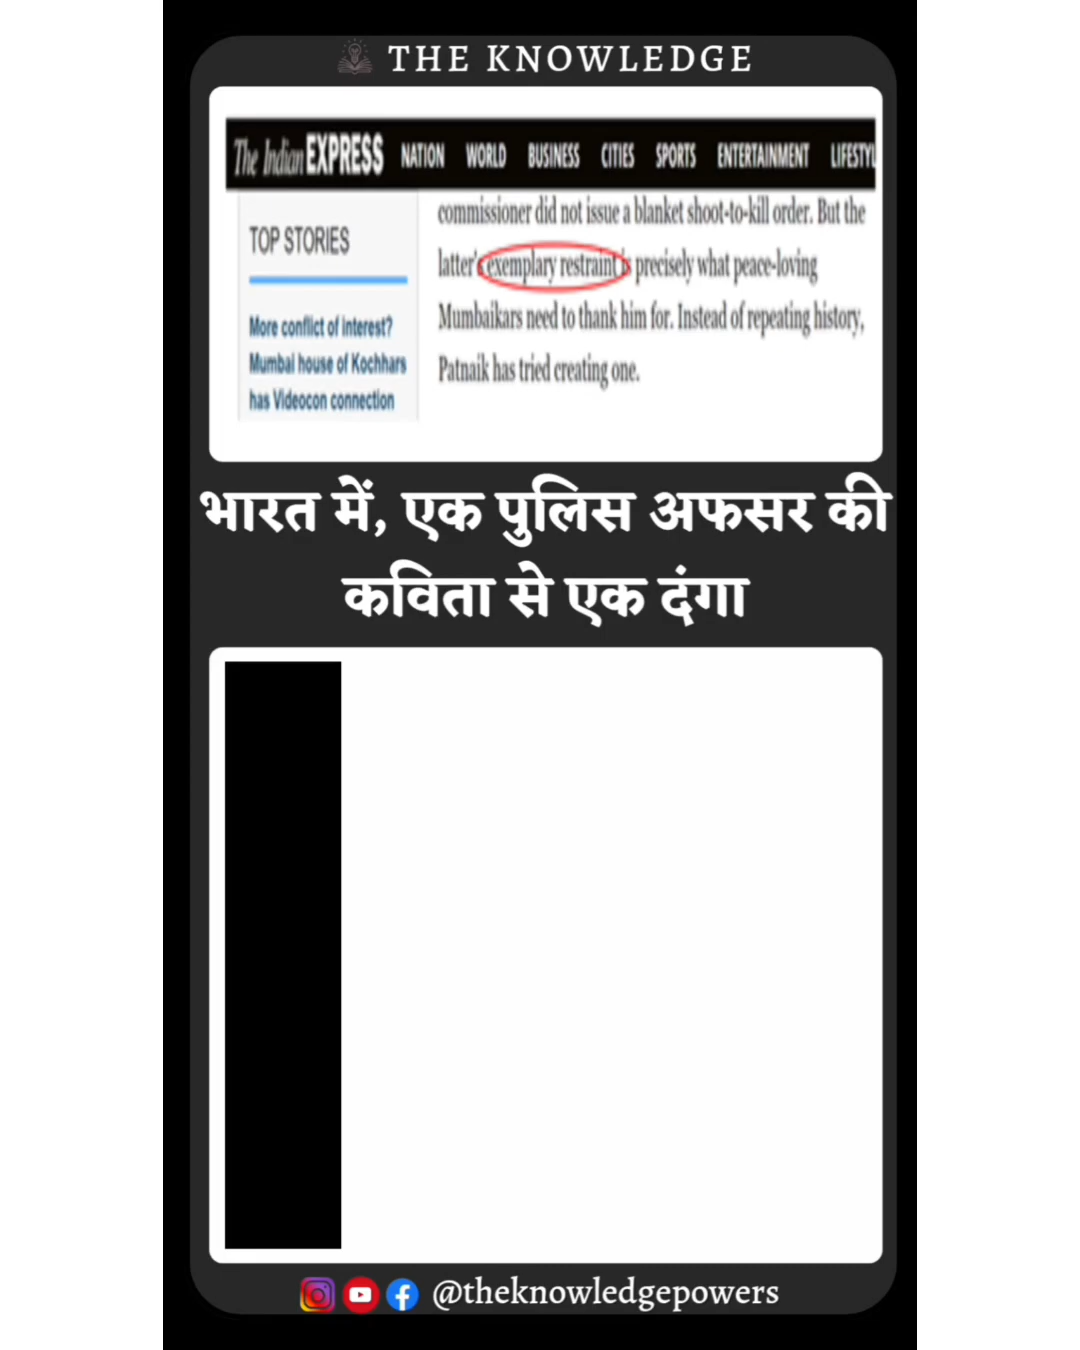 THE KNOWLEDGE
The Indian EXPRESS NATION WORLD BUSINESS CITIES SPORTS ENTERTAINMENT LIFESTYL
commissioner did not issue a blanket shoot-to-kill order. But the
latter's exemplary restraint is precisely what peace-loving
Mumbaikars need to thank him for. Instead of repeating history,
Patnaik has tried creating one.
TOP STORIES
More conflict of interest?
Mumbai house of Kochhars
has Videocon connection
भारत में, एक पुलिस अफसर की
कविता से एक दंगा
@theknowledgepowers